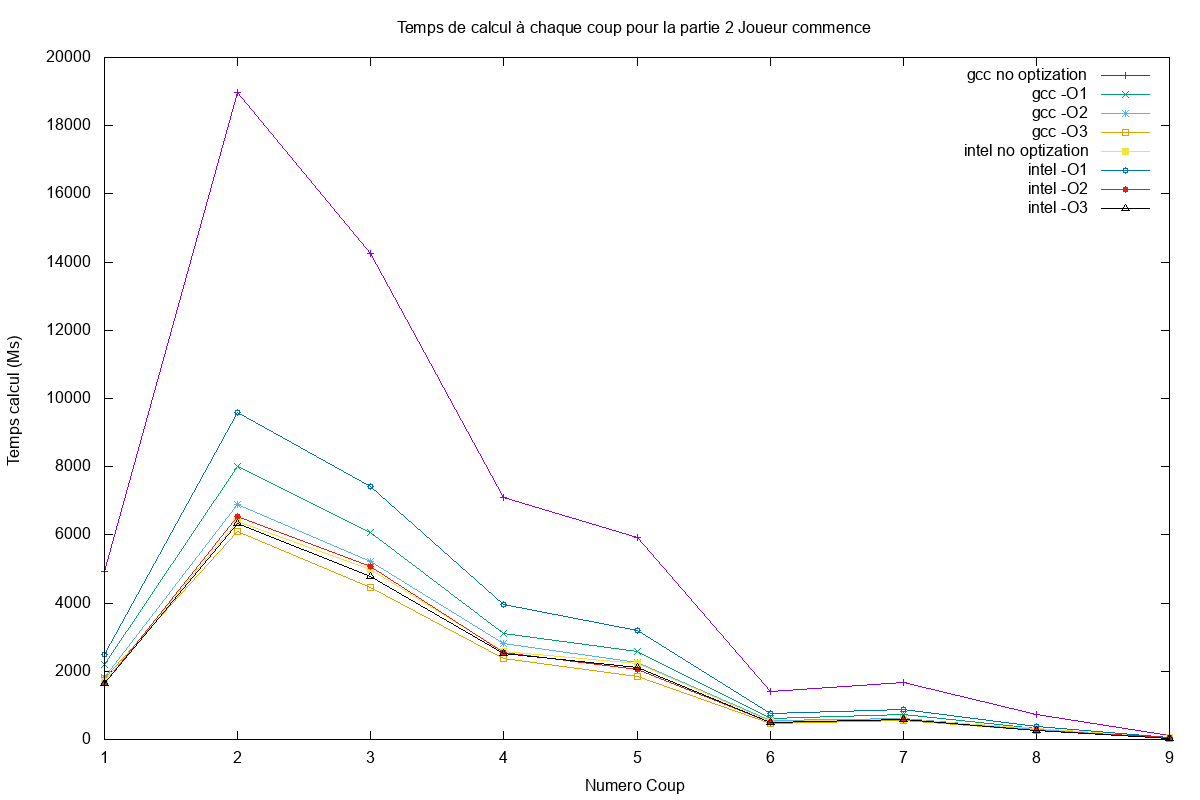 Temps de calcul à chaque coup pour la partie 2 Joueur commence
20000
18000
16000
14000
12000
10000
8000
6000
4000
2000
0
Temps calcul (Ms)
gcc no optization
gcc -O1
gcc -O2
gcc -O3
intel no optization
intel -O1
intel -O2
intel -O3
1 2 3 4 5 6 7 8 9
Numero Coup